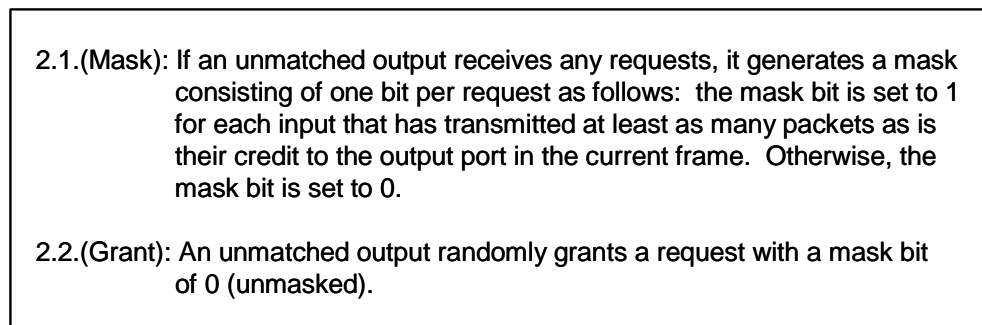 2.1.(Mask): If an unmatched output receives any requests, it generates a mask
consisting of one bit per request as follows: the mask bit is set to 1
for each input that has transmitted at least as many packets as is
their credit to the output port in the current frame. Otherwise, the
mask bit is set to 0.
2.2.(Grant): An unmatched output randomly grants a request with a mask bit
of 0 (unmasked).